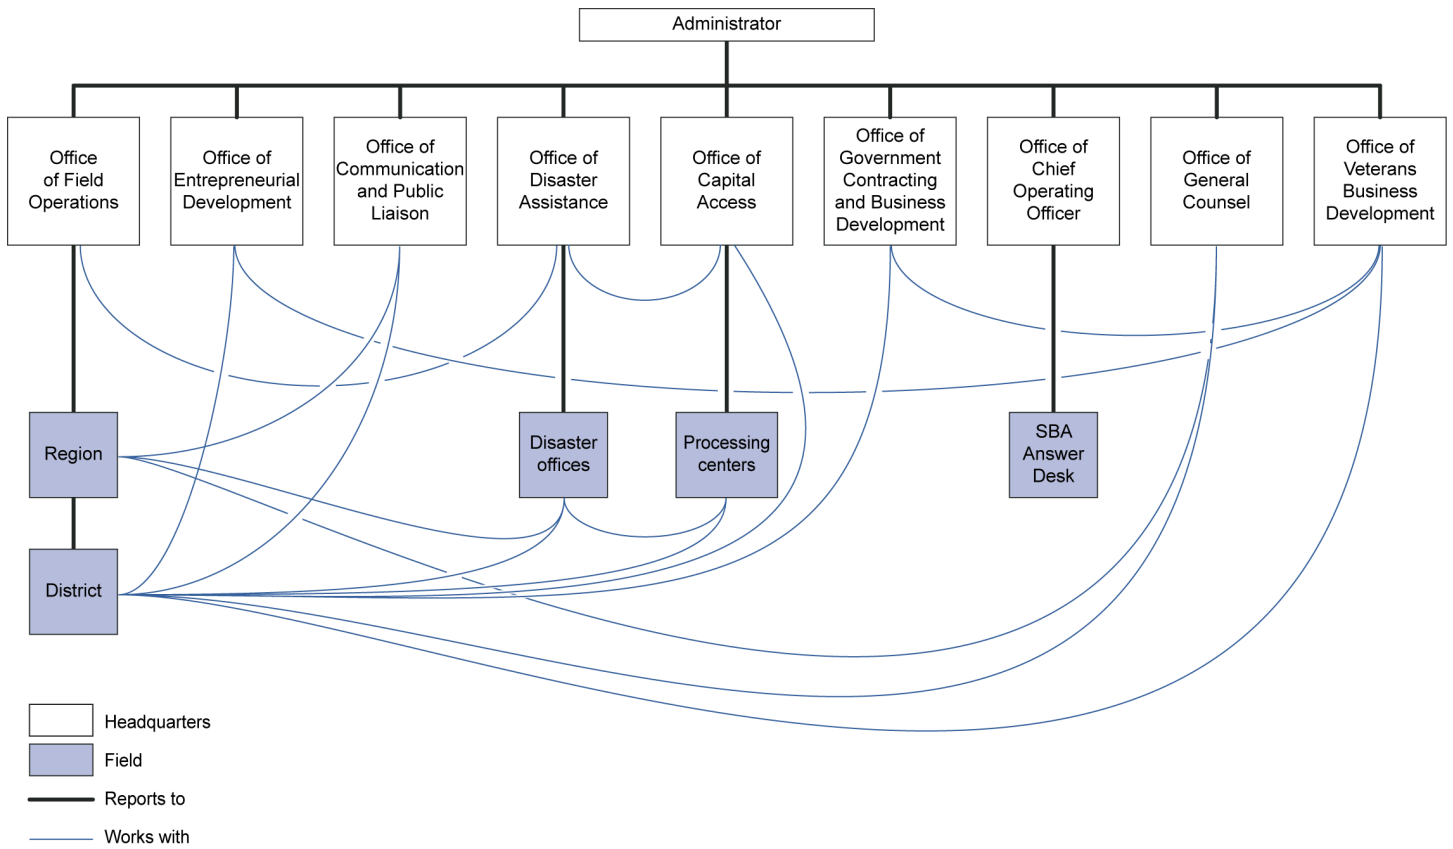 Administrator
Office
of Field
Operations
Office of
Entrepreneurial
Development
Office of
Communication
and Public
Liaison
Office of
Disaster
Assistance
Office of
Capital
Access
Office of
Government
Contracting
and Business
Development
Office of
Chief
Operating
Officer
Office of
General
Counsel
Office of
Veterans
Business
Development
Region
Disaster
offices
Processing
centers
SBA
Answer
Desk
District
Headquarters
Field
Reports to
Works with